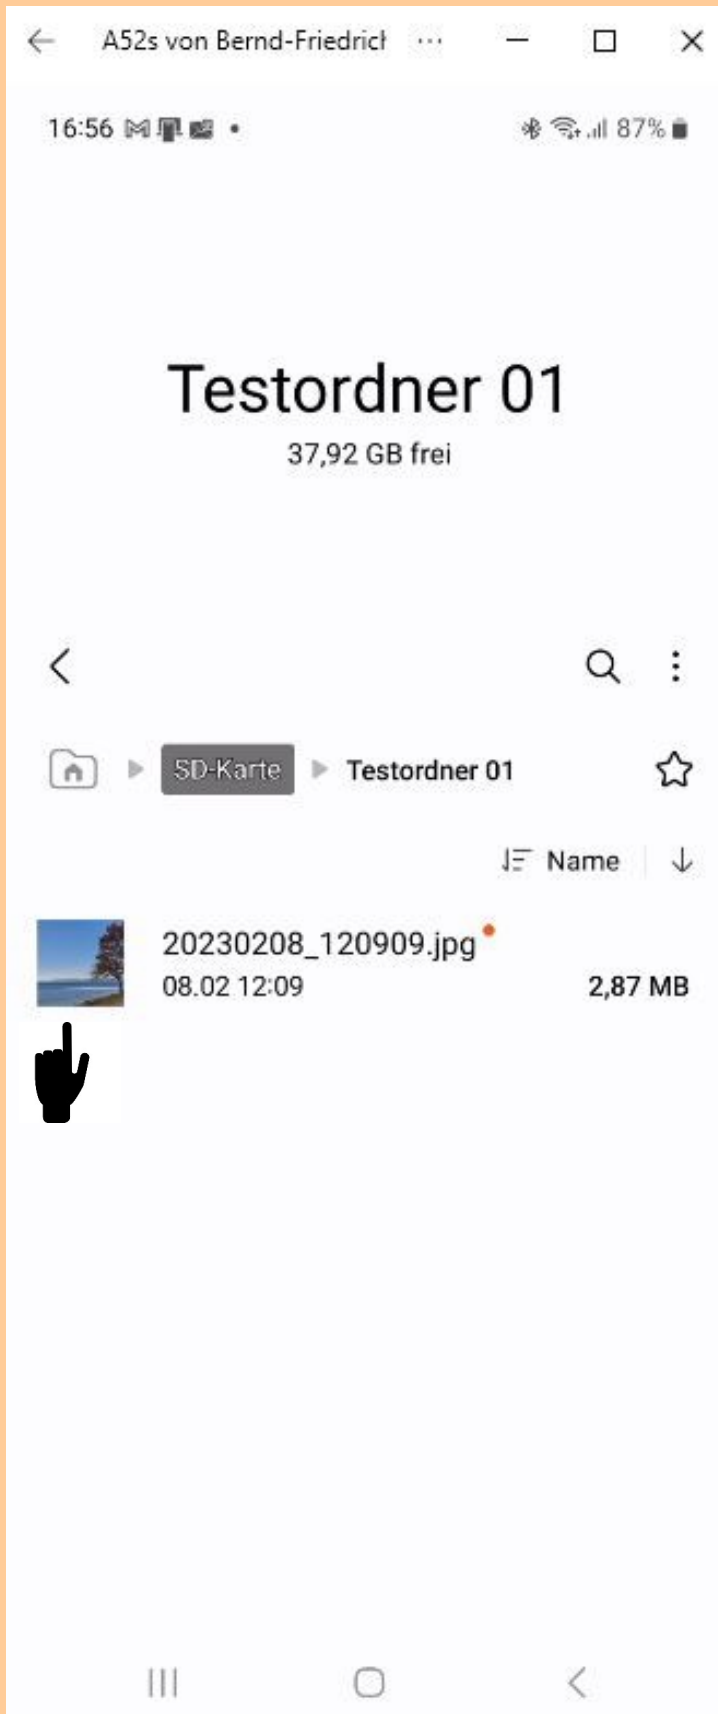 A52s von Bernd-Friedrich ...
16:56 87%
Testordner 01
37,92 GB frei
SD-Karte Testordner 01
Name
20230208_120909.jpg
08.02 12:09 2,87 MB